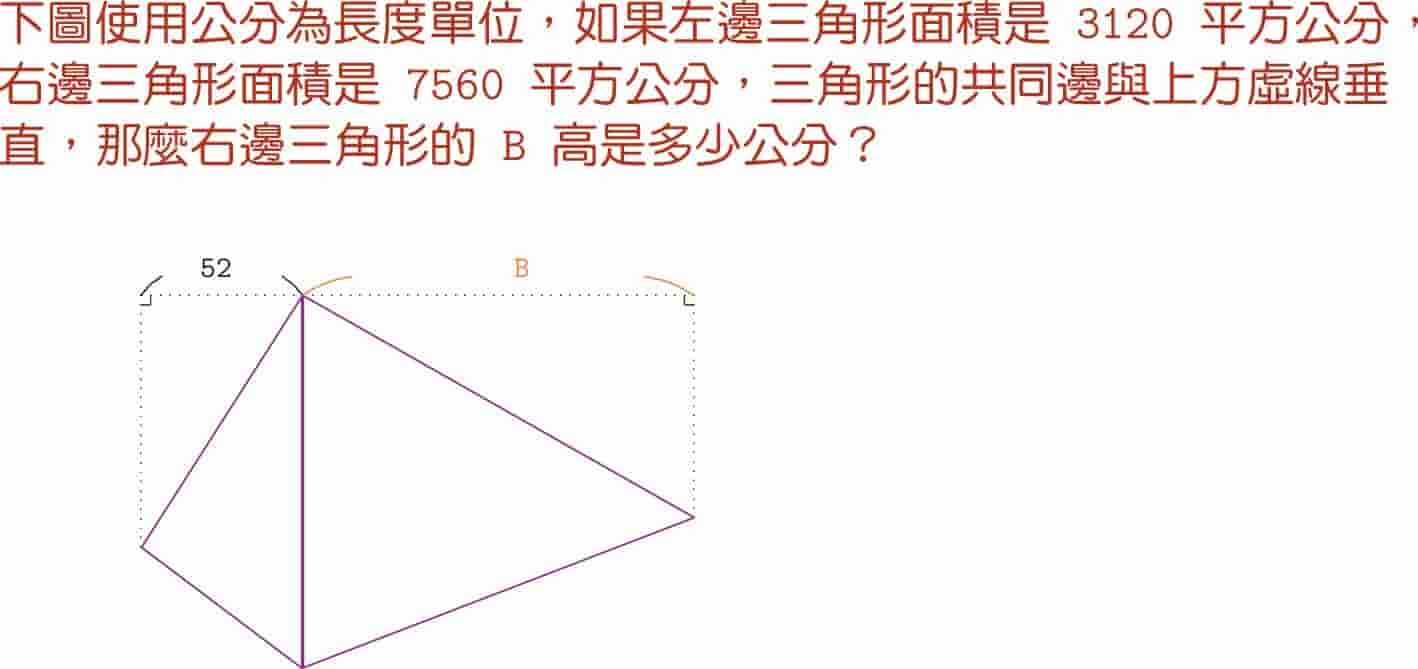 下圖使用公分為長度單位，如果左邊三角形面積是 3120 平方公分，
右邊三角形面積是 7560 平方公分，三角形的共同邊與上方虛線垂
直，那麼右邊三角形的 B 高是多少公分？
52 B